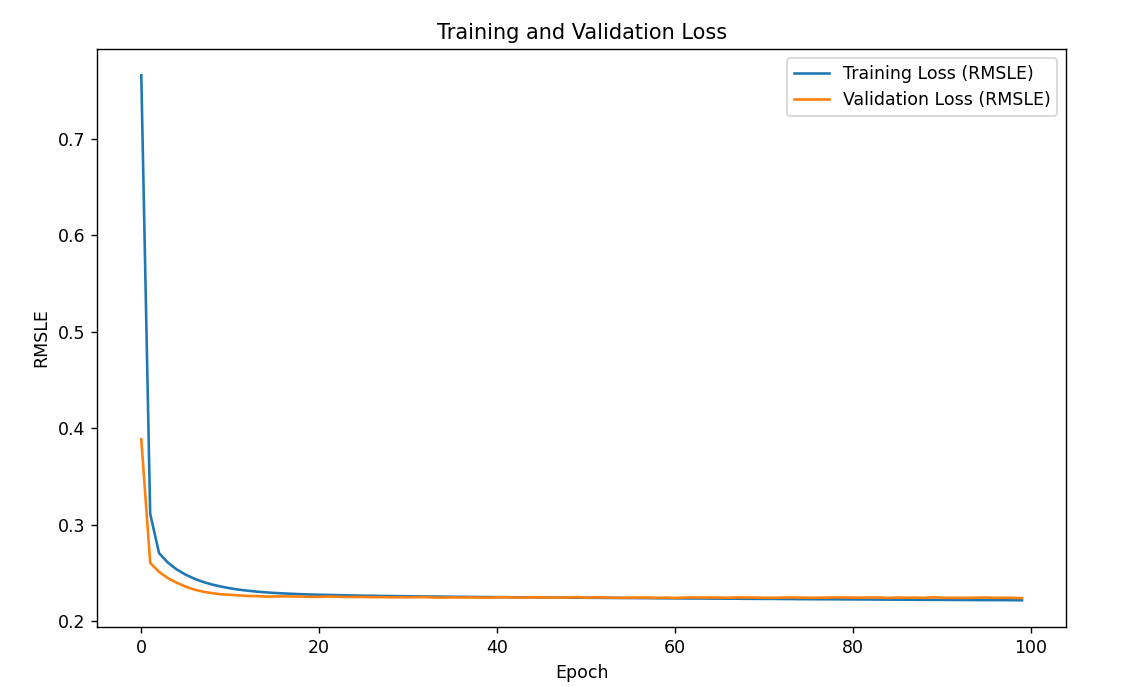 Training and Validation Loss
Training Loss (RMSLE)
Validation Loss (RMSLE)
RMSLE
0.7
0.6
0.5
0.4
0.3
0.2
0 20 40 60 80 100
Epoch